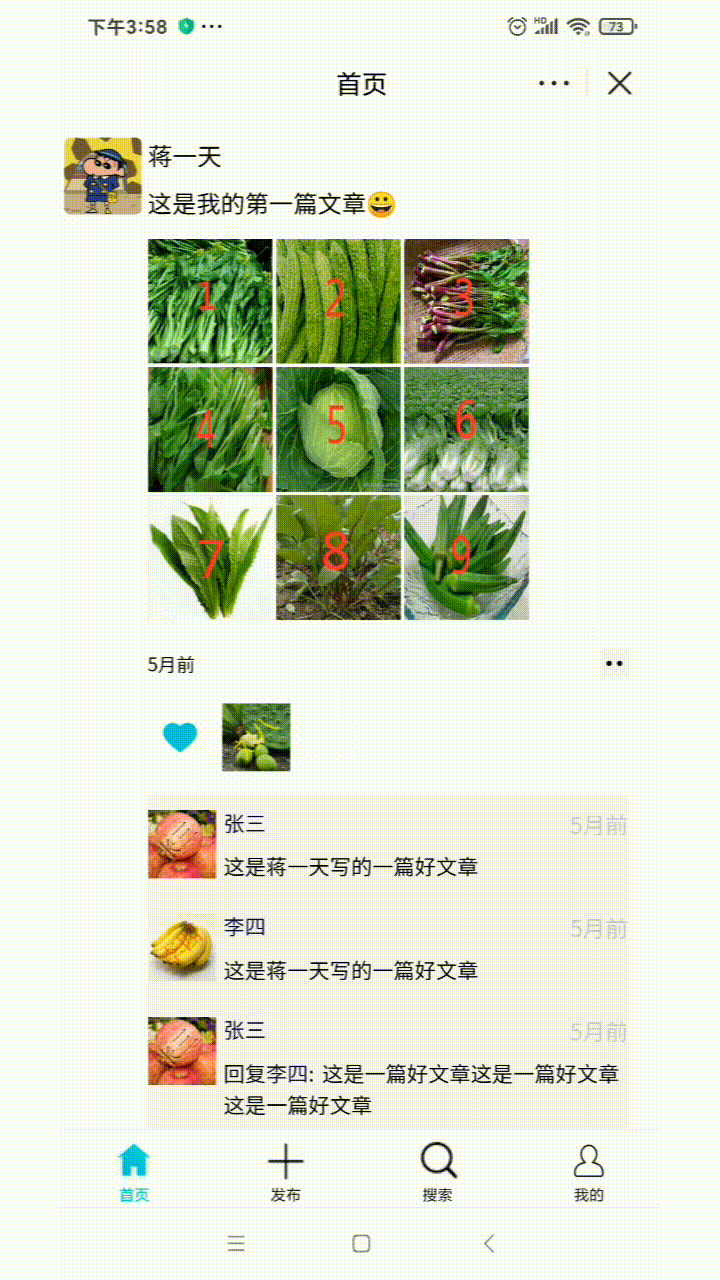 下午3:58 ···
HD 73
首页
蒋一天
这是我的第一篇文章😀
1 2 3
4 5 6
7 8 9
5月前
张三 5月前
这是蒋一天写的一篇好文章
李四 5月前
这是蒋一天写的一篇好文章
张三 5月前
回复李四: 这是一篇好文章这是一篇好文章
这是一篇好文章
首页 发布 搜索 我的